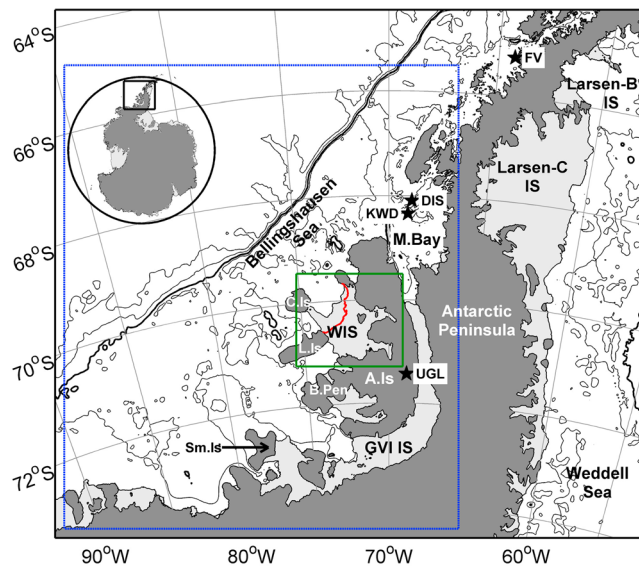 64°S
66°S
68°S
70°S
72°S
FV
Larsen-B
IS
Larsen-C
IS
DIS
KWD
M.Bay
Bellingshausen
Sea
Antarctic
Peninsula
C.Is
WIS
L.Is
A.Is
UGL
B.Pen
Sm.Is
GVI IS
Weddell
Sea
90°W
80°W
70°W
60°W